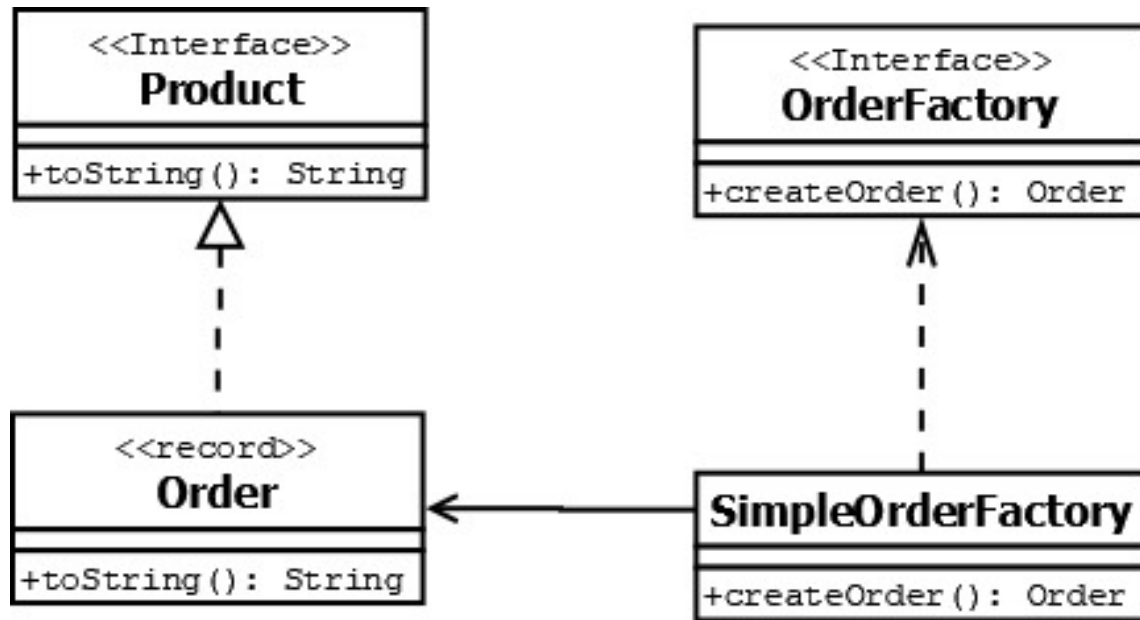 <<Interface>>
Product
+toString(): String
<<Interface>>
OrderFactory
+createOrder(): Order
<<record>>
Order
+toString(): String
SimpleOrderFactory
+createOrder(): Order